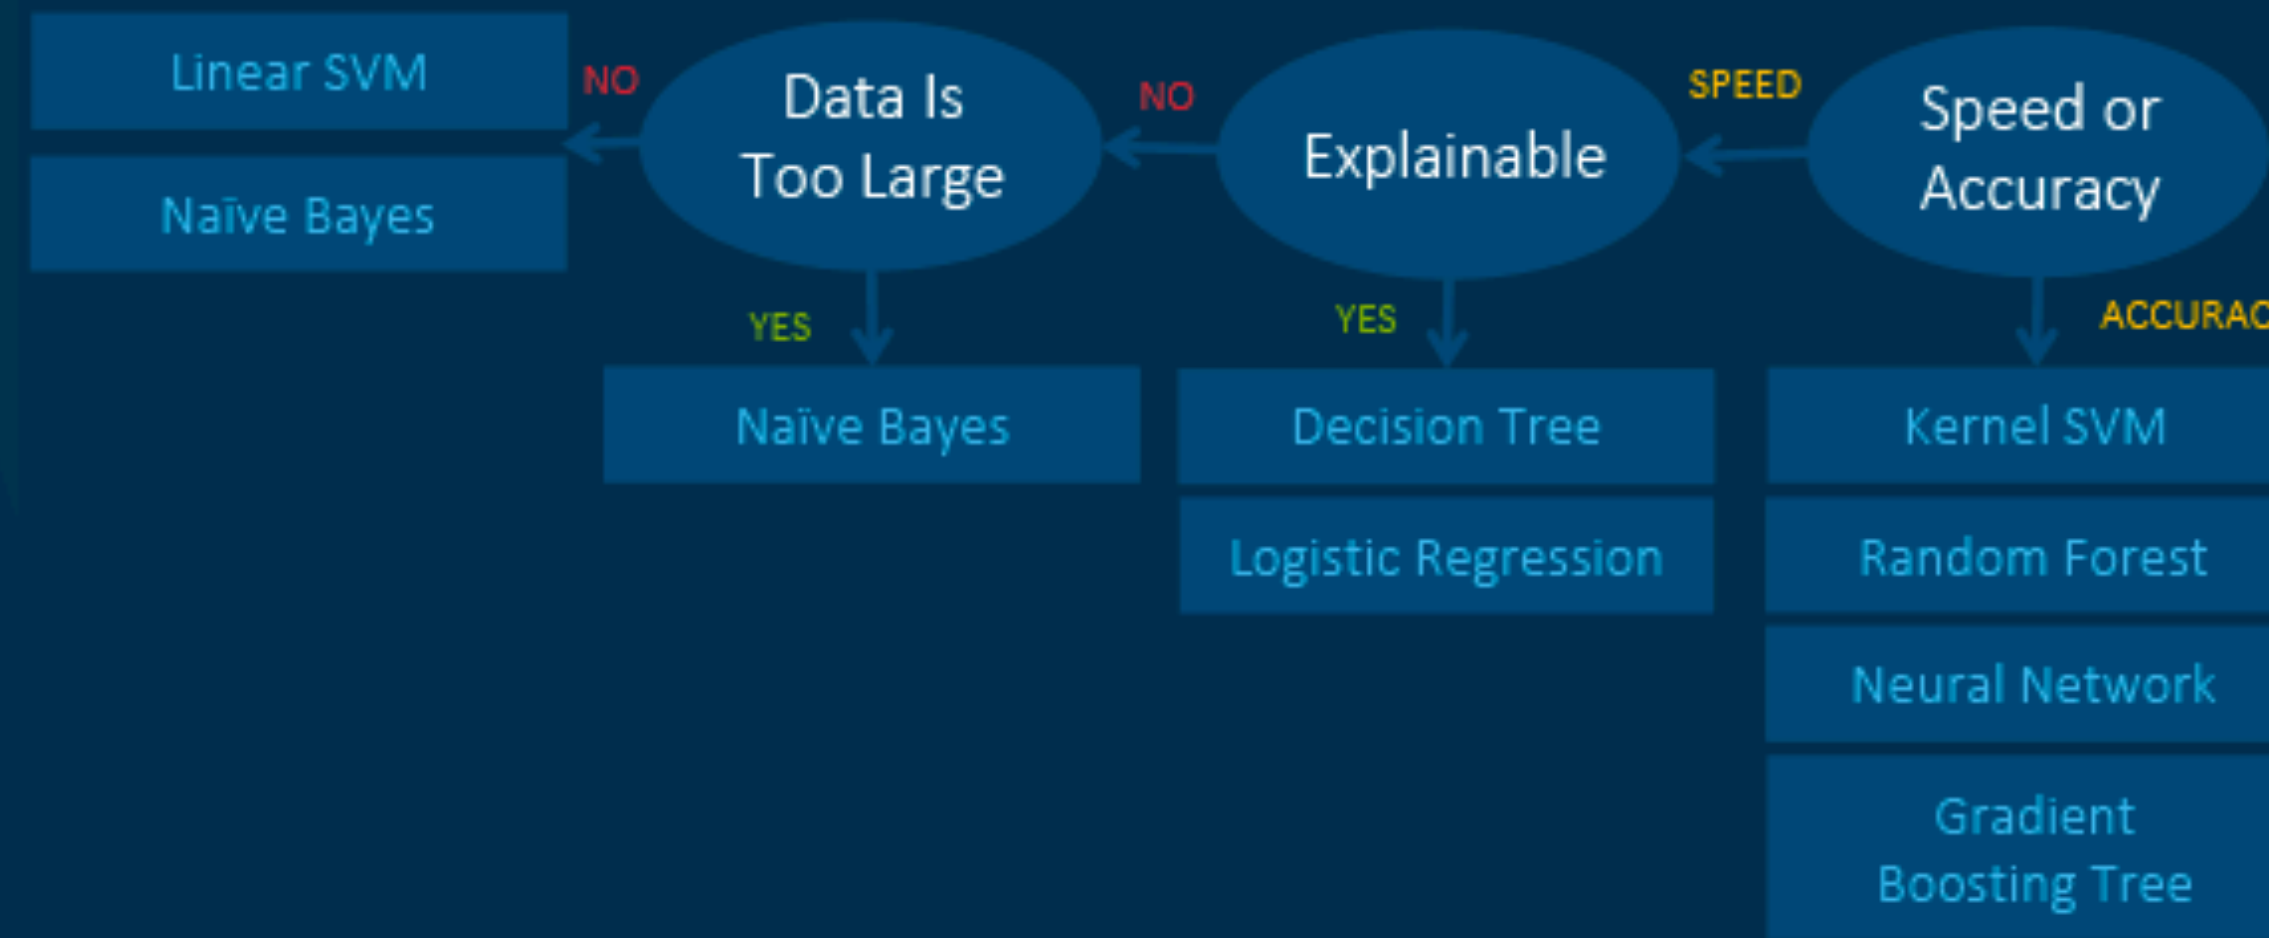 Linear SVM
Naïve Bayes
NO
Data Is
Too Large
NO
Explainable
SPEED
Speed or
Accuracy
YES
YES
ACCURAC
Naïve Bayes
Decision Tree
Logistic Regression
Kernel SVM
Random Forest
Neural Network
Gradient
Boosting Tree